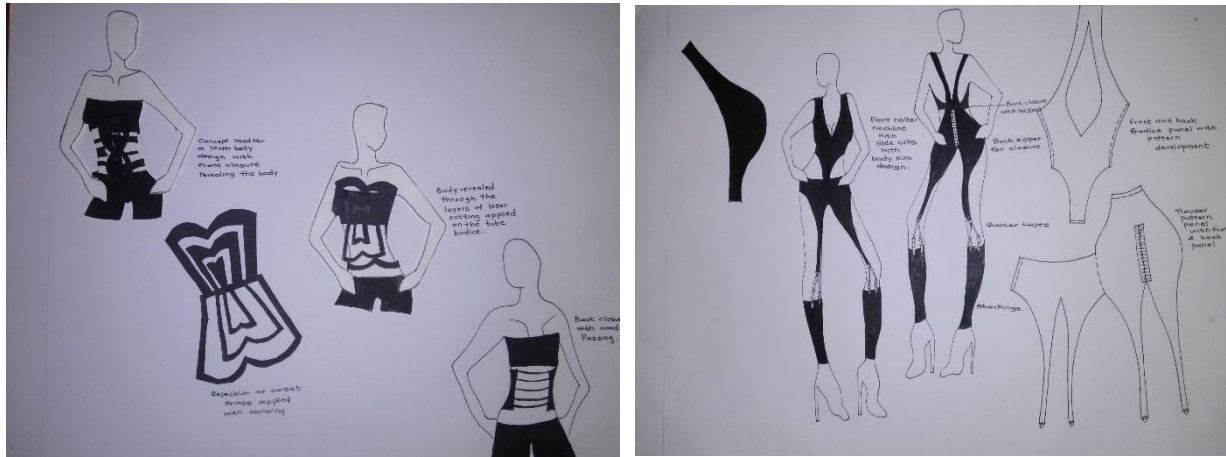 Concept used for
a lower belly
design with
Front closure
revealing the body
Body revealed
through the
layers of laser
cutting applied
on the tube
bodice.
Repetition of corset
shape applied
with mirroring
Back closu
with cord
Passing.
Front halter
neckline
with
side cuts
with
body suit
design.
Back closure
with
Back zipper
for closure.
Garter tapes
Stockings.
Front and back
Bodice panel with
pattern
development.
Trouser
pattern
panel
with
& back
panel